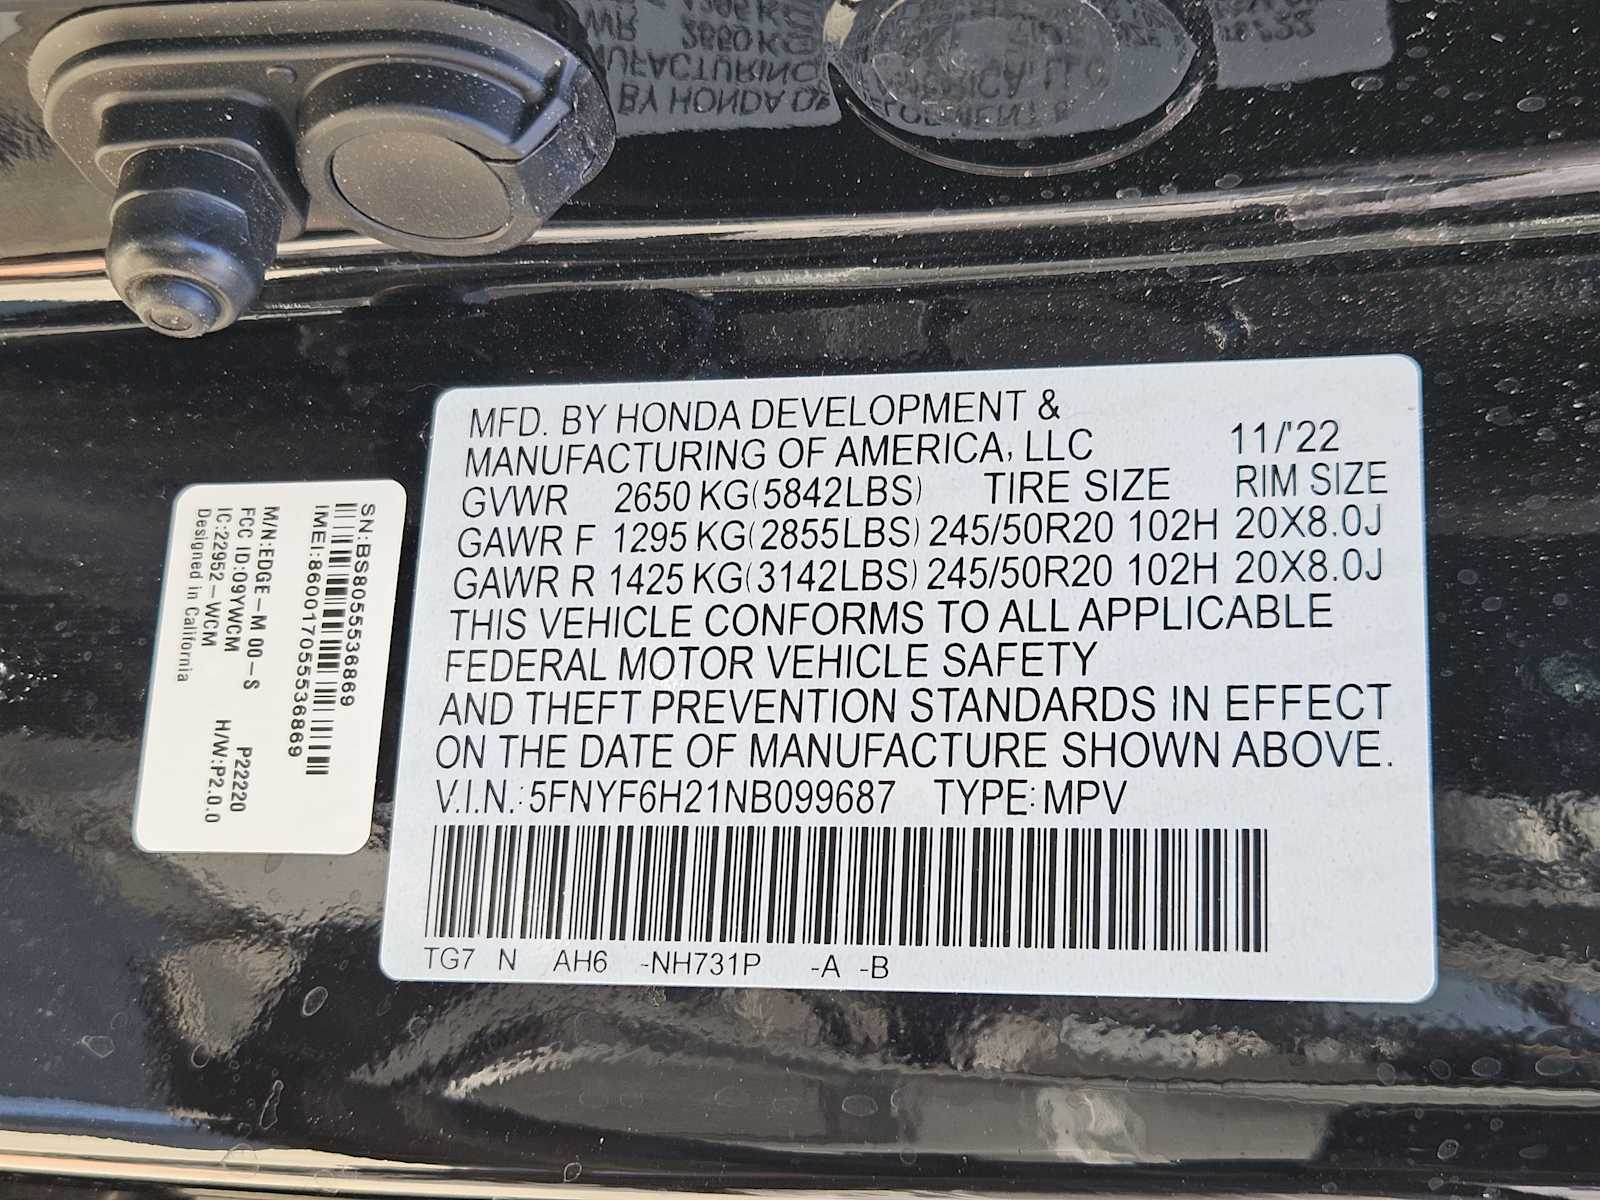 MFD. BY HONDA DEVELOPMENT &
MANUFACTURING OF AMERICA, LLC 11/'22
GVWR 2650 KG(5842LBS) TIRE SIZE RIM SIZE
GAWR F 1295 KG(2855LBS) 245/50R20 102H 20X8.0J
GAWR R 1425 KG(3142LBS) 245/50R20 102H 20X8.0J
THIS VEHICLE CONFORMS TO ALL APPLICABLE
FEDERAL MOTOR VEHICLE SAFETY
AND THEFT PREVENTION STANDARDS IN EFFECT
ON THE DATE OF MANUFACTURE SHOWN ABOVE.
V.I.N.: 5FNYF6H21NB099687 TYPE: MPV
TG7 N AH6 -NH731P -A -B
SN:BS80555536869
IMEI:860017055536869
M/N:EDGE-M 00-S P22220
FCC ID:09YWCM H/W:P2.0.0
IC:22952-WCM
Designed in California